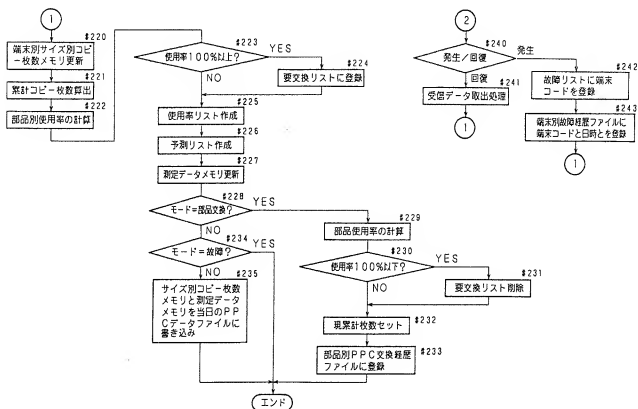 1
#220
端末別サイズ別コピ
ー枚数メモリ更新
#221
累計コピー枚数算出
#222
部品別使用率の計算
#223
使用率100%以上?
YES
NO
#224
要交換リストに登録
#225
使用率リスト作成
#226
予測リスト作成
#227
測定データメモリ更新
#228
モード=部品交換?
YES
NO
#229
部品使用率の計算
#230
使用率100%以下?
YES
NO
#231
要交換リスト削除
#232
現累計枚数セット
#233
部品別PPC交換経歴
ファイルに登録
#234
モード=故障?
YES
NO
#235
サイズ別コピー枚数
メモリと測定データ
メモリを当日のPP
Cデータファイルに
書き込み
エンド
2
#240
発生/回復
発生
回復
#241
受信データ取出処理
1
#242
故障リストに端末
コードを登録
#243
端末別故障経歴ファイルに
端末コードと日時とを登録
1